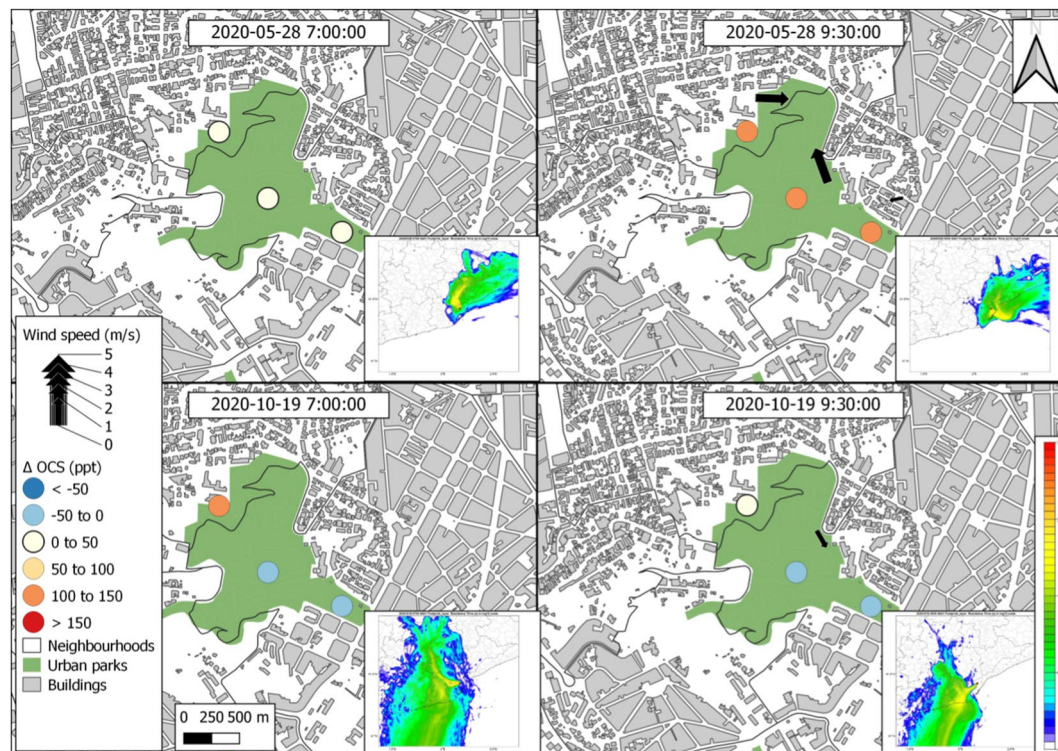 2020-05-28 7:00:00
2020-05-28 9:30:00
N
Wind speed (m/s)
5
4
3
2
1
0
Δ OCS (ppt)
< -50
-50 to 0
0 to 50
50 to 100
100 to 150
> 150
Neighbourhoods
Urban parks
Buildings
2020-10-19 7:00:00
2020-10-19 9:30:00
0 250 500 m